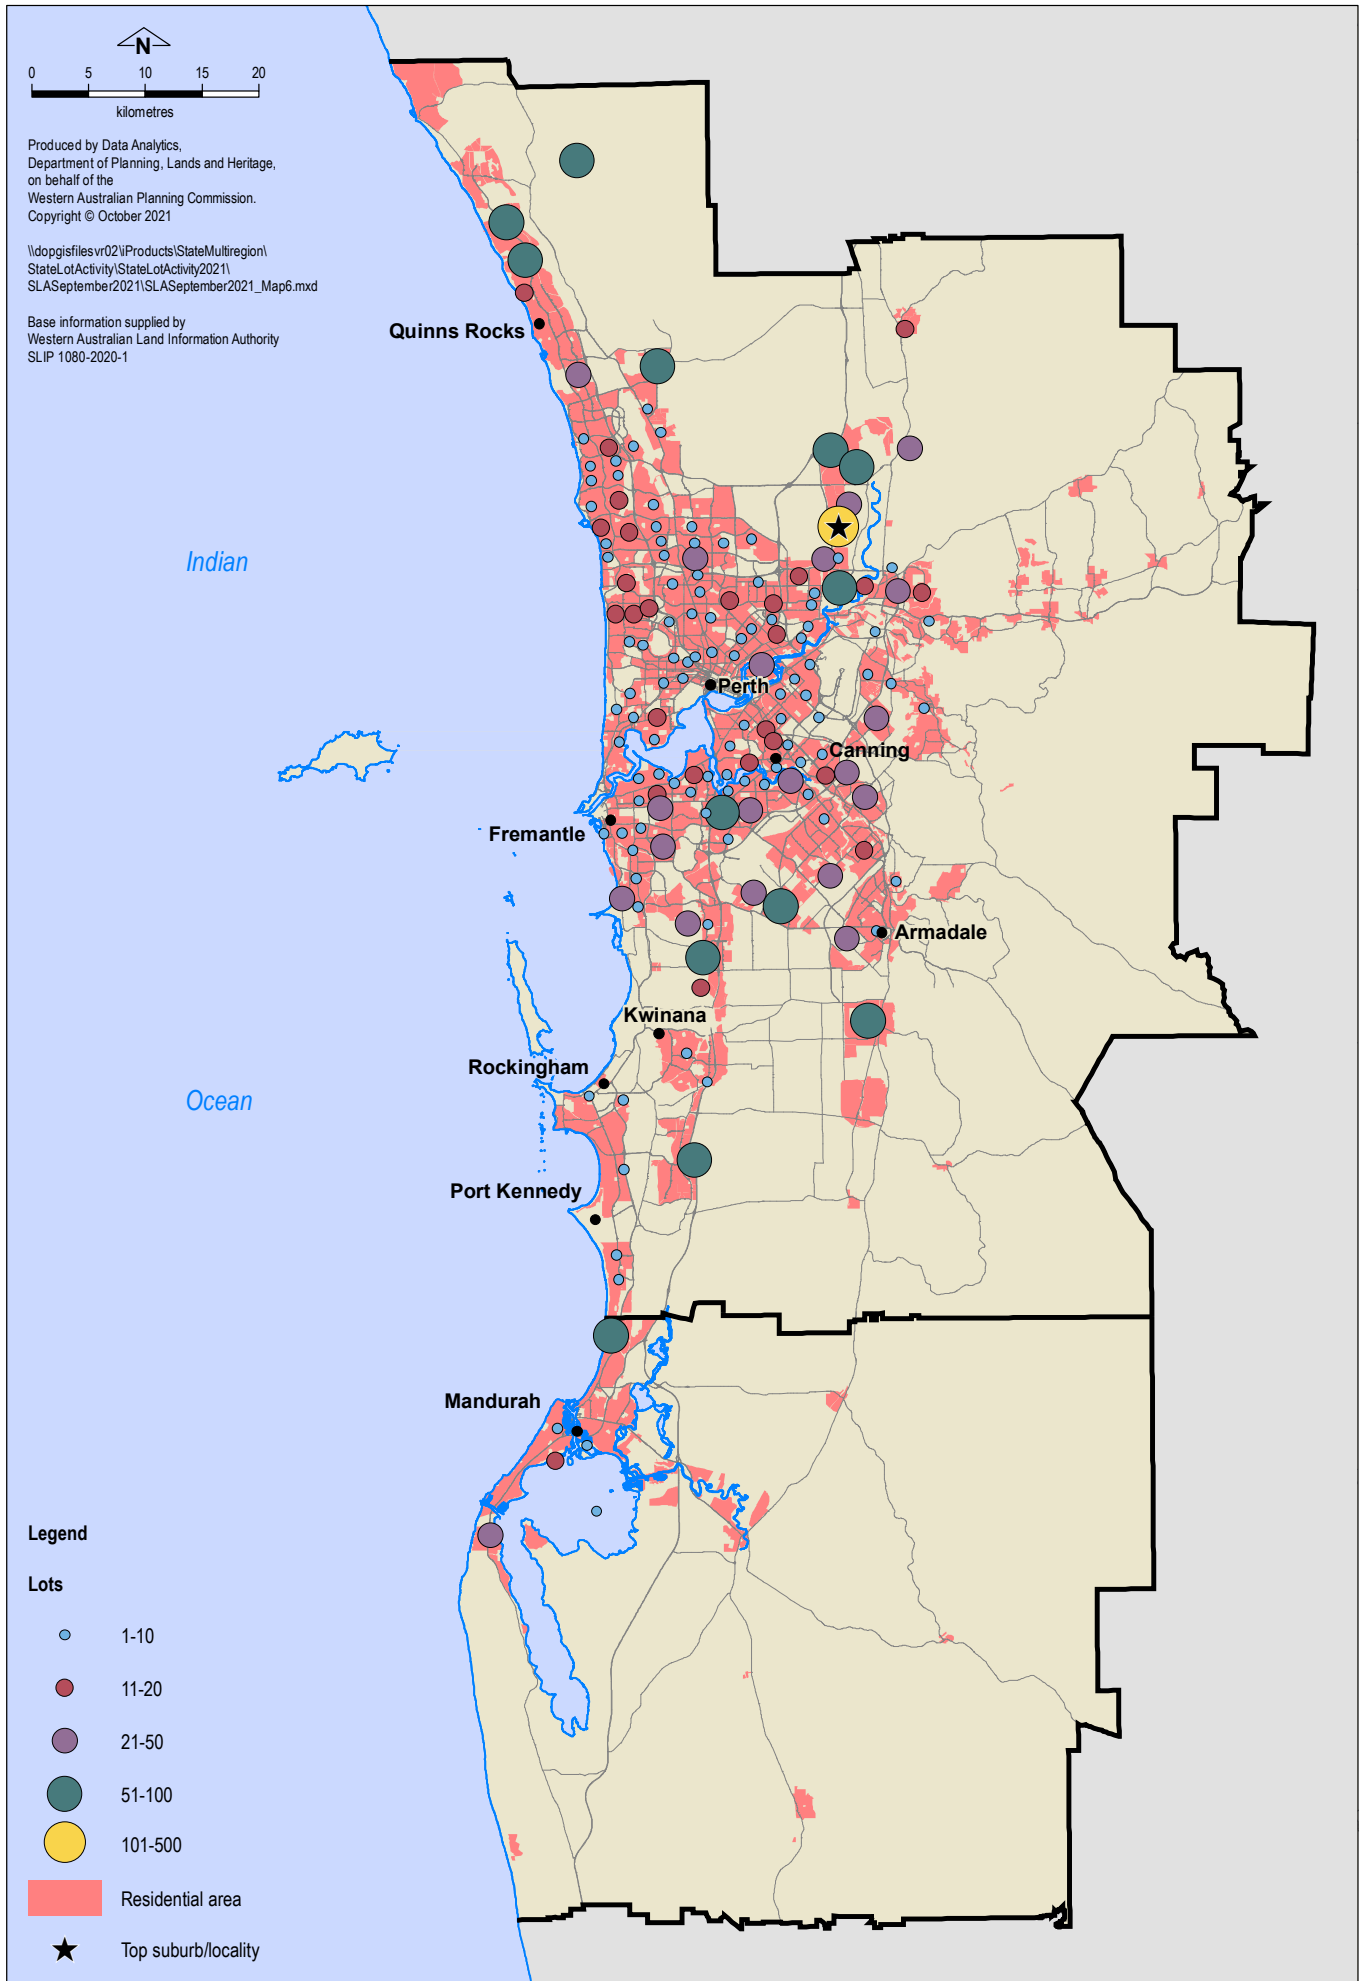 N
0 5 10 15 20
kilometres
Produced by Data Analytics,
Department of Planning, Lands and Heritage,
on behalf of the
Western Australian Planning Commission.
Copyright © October 2021
\\dopgisfilesvr02\iProducts\StateMultiregion\
StateLotActivity\StateLotActivity2021\
SLASeptember2021\SLASeptember2021_Map6.mxd
Base information supplied by
Western Australian Land Information Authority
SLIP 1080-2020-1
Quinns Rocks
Indian
Perth
Canning
Fremantle
Armadale
Kwinana
Rockingham
Ocean
Port Kennedy
Mandurah
Legend
Lots
1-10
11-20
21-50
51-100
101-500
Residential area
Top suburb/locality